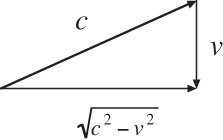 c
v
√c² – v²